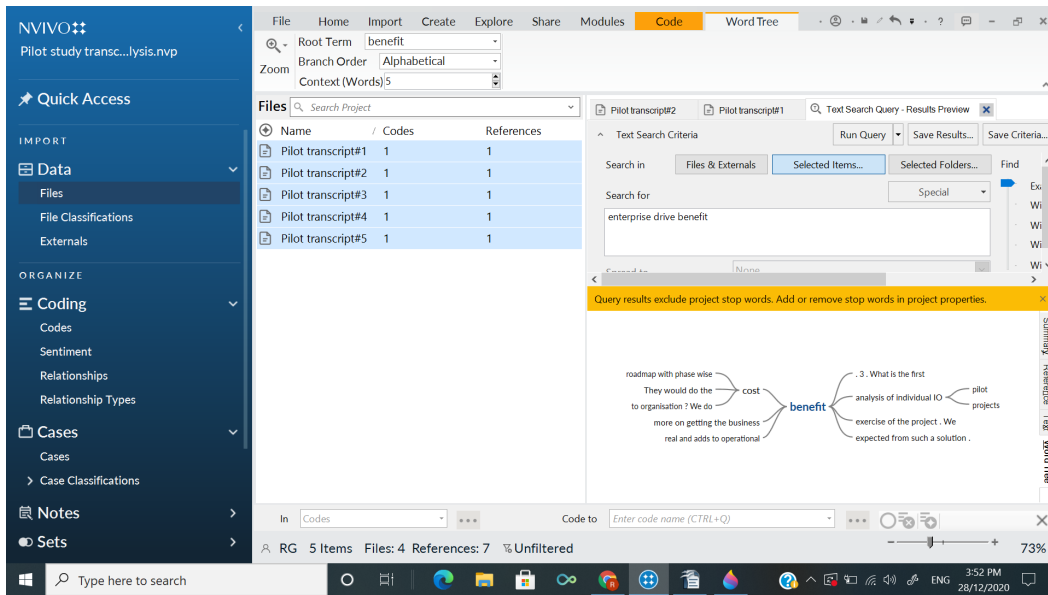 NVIVO
Pilot study transc...lysis.nvp
Quick Access
IMPORT
Data
Files
File Classifications
Externals
ORGANIZE
Coding
Codes
Sentiment
Relationships
Relationship Types
Cases
Cases
Case Classifications
Notes
Sets
File Home Import Create Explore Share Modules Code Word Tree
Zoom
Root Term benefit
Branch Order Alphabetical
Context (Words) 5
Files Search Project
Name / Codes References
Pilot transcript#1 1 1
Pilot transcript#2 1 1
Pilot transcript#3 1 1
Pilot transcript#4 1 1
Pilot transcript#5 1 1
Pilot transcript#2 Pilot transcript#1 Text Search Query - Results Preview
Text Search Criteria Run Query Save Results... Save Criteria...
Search in Files & Externals Selected Items... Selected Folders... Find
Search for Special
enterprise drive benefit
Spread to None
Query results exclude project stop words. Add or remove stop words in project properties.
Summary
Reference
Word Tree
roadmap with phase wise
They would do the
to organisation ? We do
cost
more on getting the business
real and adds to operational
benefit
. 3 . What is the first
analysis of individual IO
pilot
projects
exercise of the project . We
expected from such a solution .
In Codes Code to Enter code name (CTRL+Q)
RG 5 Items Files: 4 References: 7 Unfiltered 73%
Type here to search
ENG
3:52 PM
28/12/2020